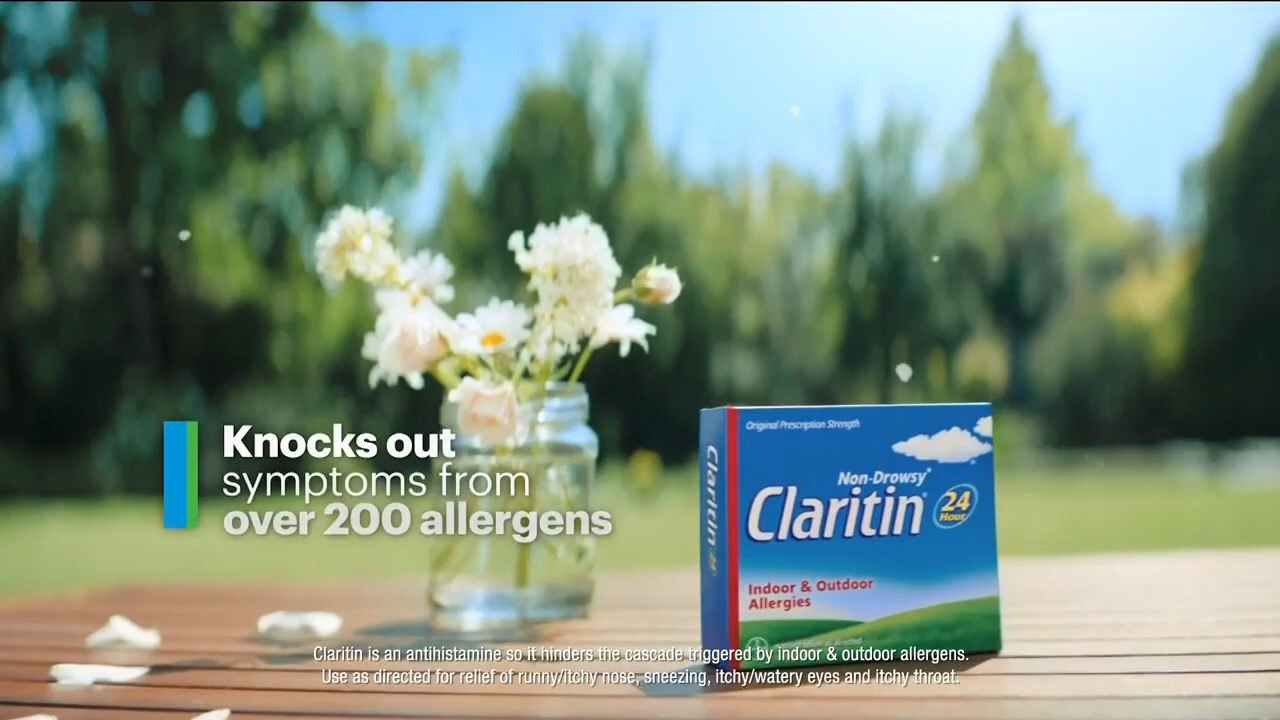 Knocks out
symptoms from
over 200 allergens
Original Prescription Strength
Non-Drowsy*
Claritin®
24
Hour
Indoor & Outdoor
Allergies
Claritin
Claritin is an antihistamine so it hinders the cascade triggered by indoor & outdoor allergens.
Use as directed for relief of runny/itchy nose, sneezing, itchy/watery eyes and itchy throat.